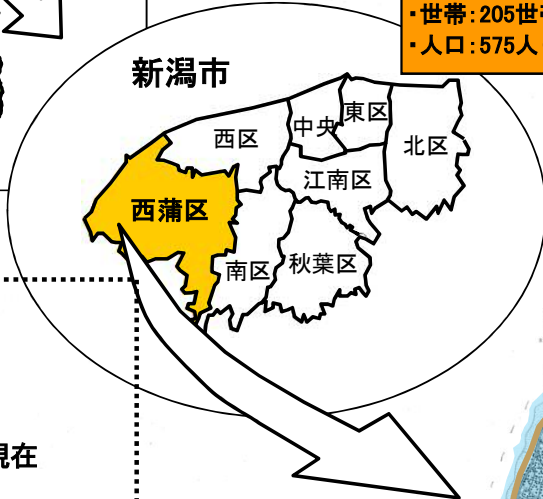 ・世帯：205世
・人口：575人
新潟市
西区
中央
東区
北区
江南区
西蒲区
南区
秋葉区
現在